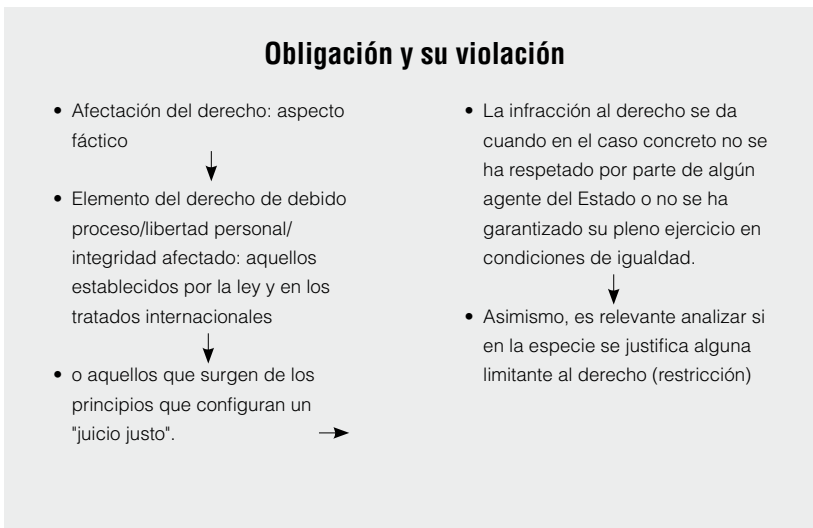 Obligación y su violación
• Afectación del derecho: aspecto
fáctico
• Elemento del derecho de debido
proceso/libertad personal/
integridad afectado: aquellos
establecidos por la ley y en los
tratados internacionales
• o aquellos que surgen de los
principios que configuran un
"juicio justo".
• La infracción al derecho se da
cuando en el caso concreto no se
ha respetado por parte de algún
agente del Estado o no se ha
garantizado su pleno ejercicio en
condiciones de igualdad.
• Asimismo, es relevante analizar si
en la especie se justifica alguna
limitante al derecho (restricción)